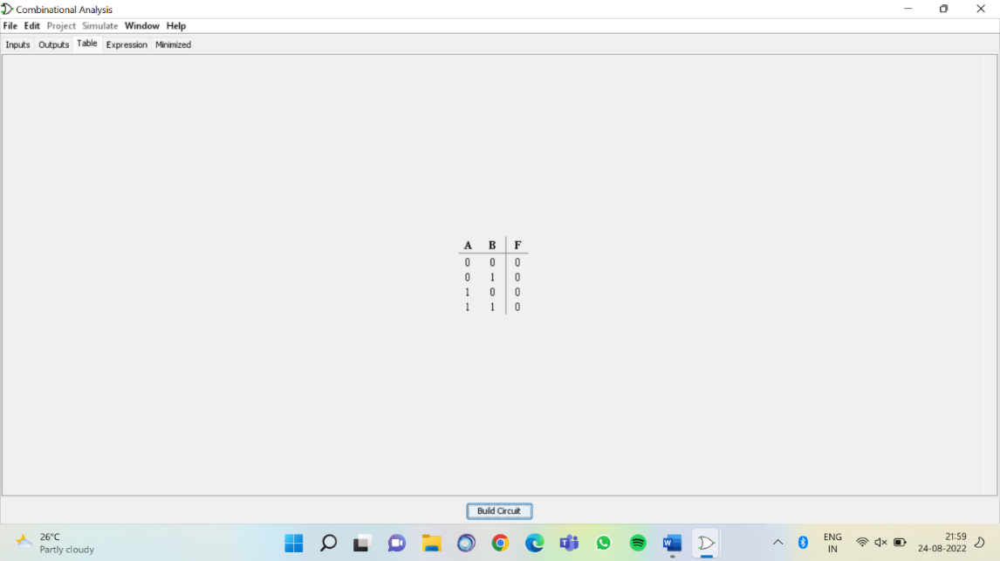 Combinational Analysis
File Edit Project Simulate Window Help
Inputs Outputs Table Expression Minimized
A B F
0 0 0
0 1 0
1 0 0
1 1 0
Build Circuit
26°C
Partly cloudy
ENG
IN
21:59
24-08-2022